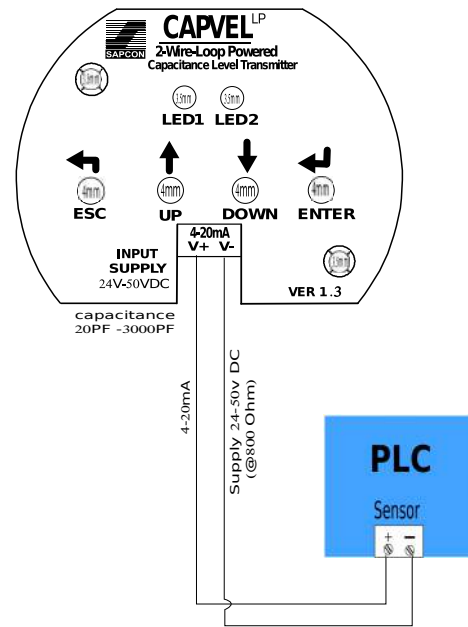 CAPVEL LP
SAPCON
2-Wire-Loop Powered
Capacitance Level Transmitter
3.5mm 3.5mm
LED1 LED2
4mm 4mm 4mm 4mm
ESC UP DOWN ENTER
4-20mA
V+ V-
INPUT
SUPPLY
24V-50VDC
VER 1.3
capacitance
20PF -3000PF
4-20mA
Supply 24-50v DC
(@800 Ohm)
PLC
Sensor
+ −